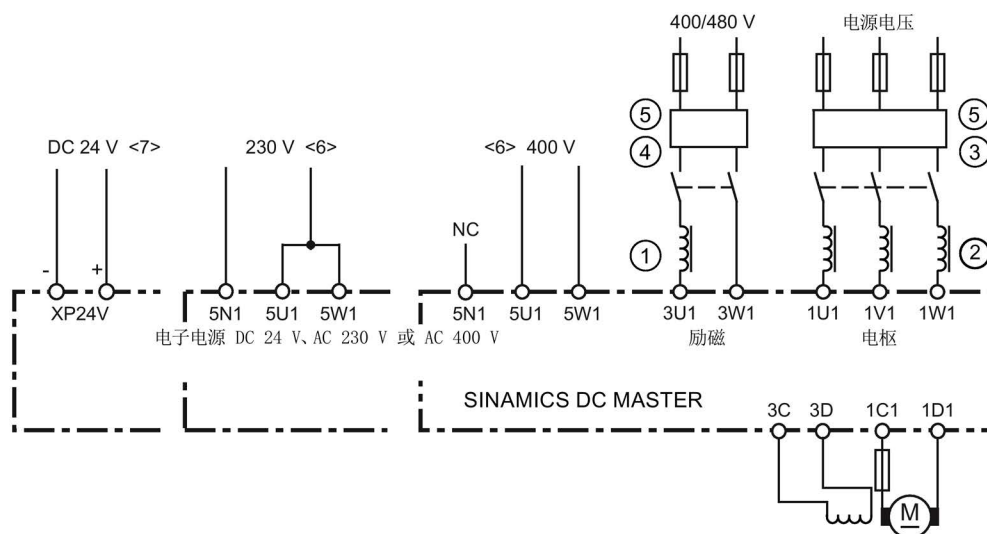 400/480 V
电源电压
⑤
⑤
④
③
DC 24 V <7>
230 V <6>
<6> 400 V
NC
①
②
- +
XP24V
5N1 5U1 5W1
5N1 5U1 5W1
3U1 3W1
1U1 1V1 1W1
电子电源 DC 24 V、AC 230 V 或 AC 400 V
励磁
电枢
SINAMICS DC MASTER
3C 3D 1C1 1D1
M